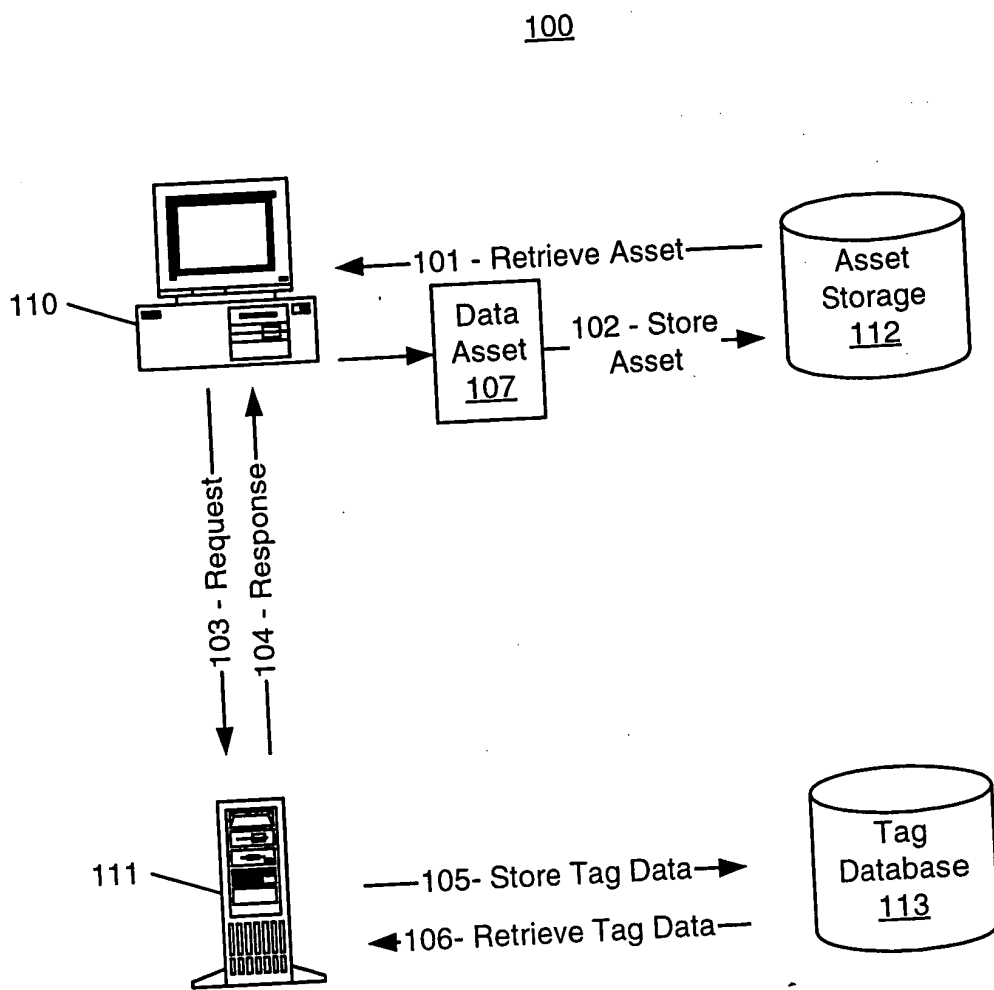 100
101 - Retrieve Asset
Asset
Storage
112
110
Data
Asset
107
102 - Store
Asset
103 - Request
104 - Response
111
105- Store Tag Data
106- Retrieve Tag Data
Tag
Database
113